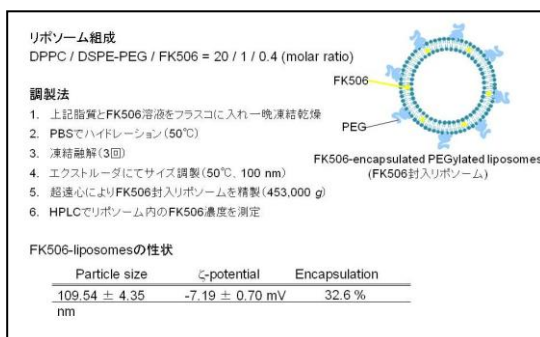 リポソーム組成
DPPC / DSPE-PEG / FK506 = 20 / 1 / 0.4 (molar ratio)
調製法
1. 上記脂質とFK506溶液をフラスコに入れ一晩凍結乾燥
2. PBSでハイドレーション(50℃)
3. 凍結融解(3回)
4. エクストルーダにてサイズ調製(50℃, 100 nm)
5. 超遠心によりFK506封入リポソームを精製(453,000 g)
6. HPLCでリポソーム内のFK506濃度を測定
FK506
PEG
FK506-encapsulated PEGylated liposomes
(FK506封入リポソーム)
FK506-liposomesの性状
Particle size ζ-potential Encapsulation
109.54 ± 4.35 -7.19 ± 0.70 mV 32.6 %
nm